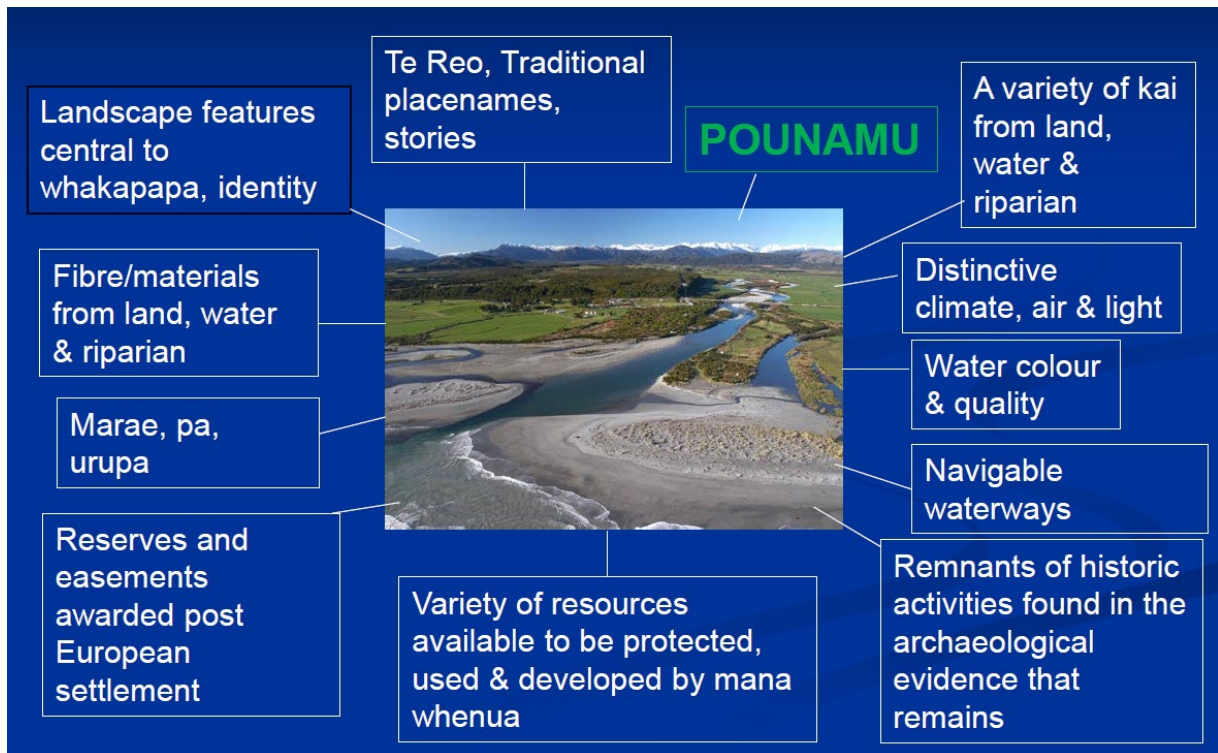 Te Reo, Traditional
placenames,
stories
Landscape features
central to
whakapapa, identity
POUNAMU
A variety of kai
from land,
water &
riparian
Fibre/materials
from land, water
& riparian
Distinctive
climate, air & light
Marae, pa,
urupa
Water colour
& quality
Navigable
waterways
Reserves and
easements
awarded post
European
settlement
Variety of resources
available to be protected,
used & developed by mana
whenua
Remnants of historic
activities found in the
archaeological
evidence that
remains